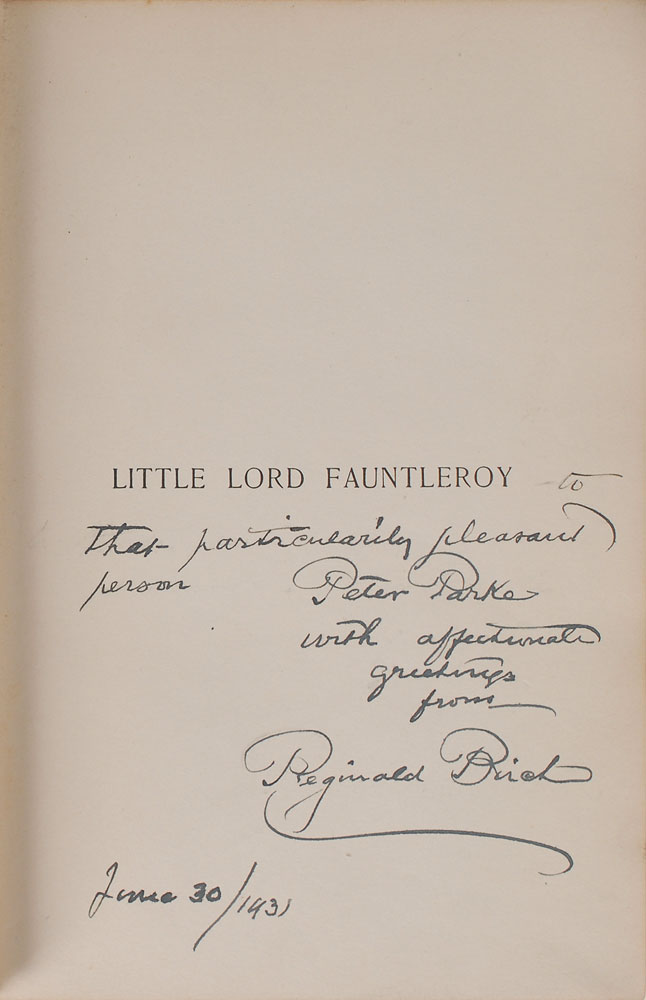 LITTLE LORD FAUNTLEROY - to
that particularily pleasant
person Peter Parke
with affectionate
greetings
from
Reginald Birch
June 30/1931